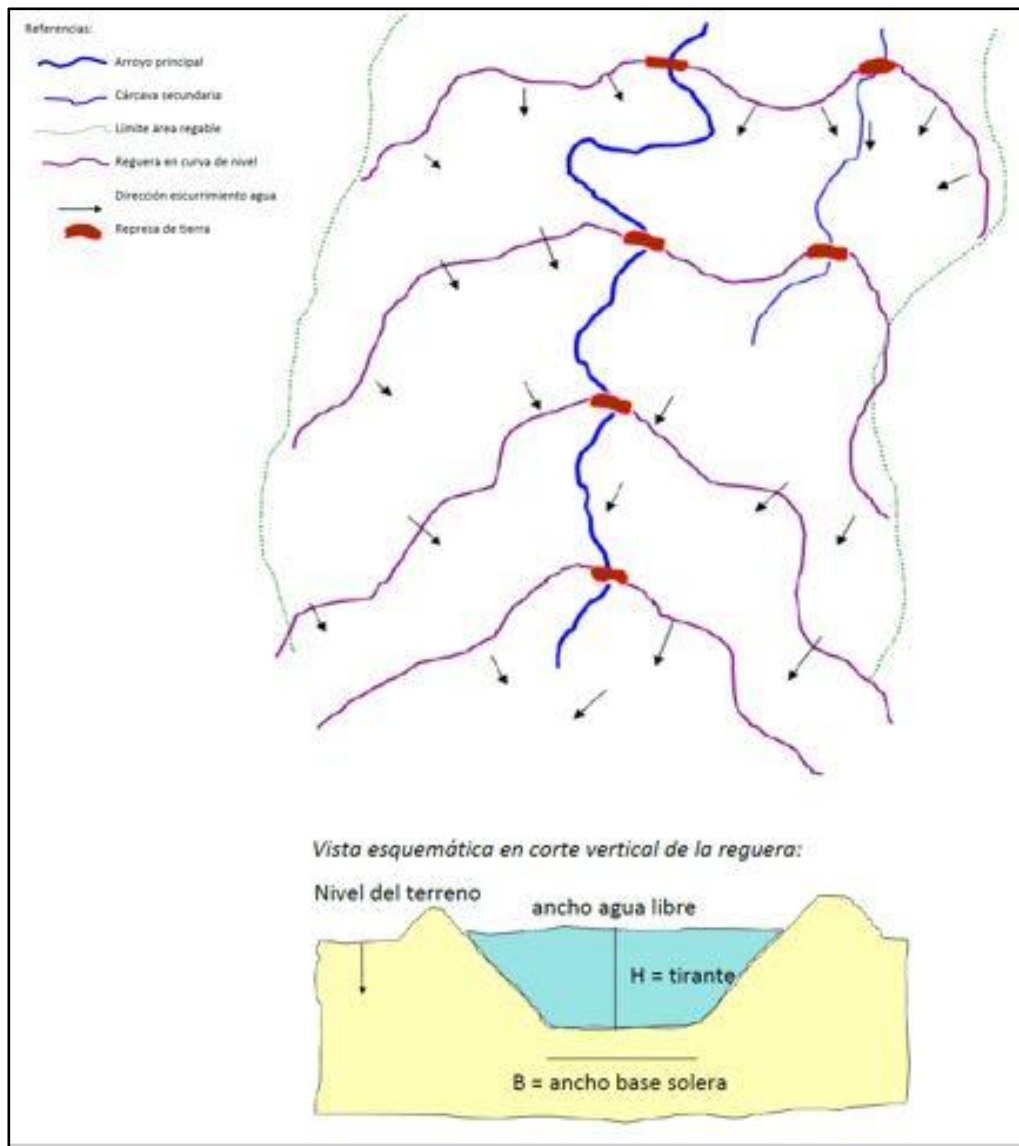 Referencias:
Arroyo principal
Cárcava secundaria
Límite área regable
Reguera en curva de nivel
Dirección escurrimiento agua
Represa de tierra
Vista esquemática en corte vertical de la reguera:
Nivel del terreno
ancho agua libre
H = tirante
B = ancho base solera